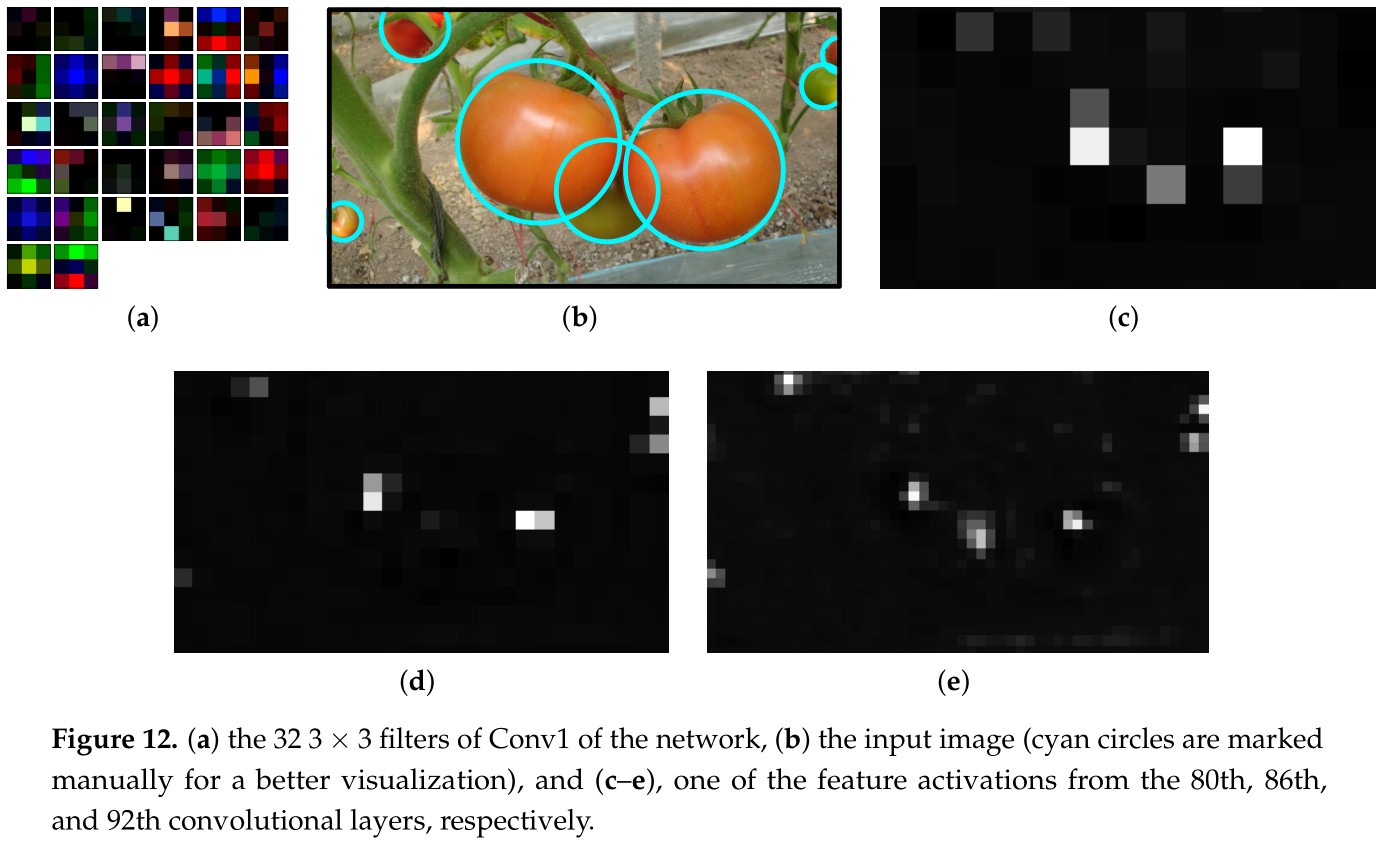 (a)
(b)
(c)
(d)
(e)
Figure 12. (a) the 32 3 × 3 filters of Conv1 of the network, (b) the input image (cyan circles are marked
manually for a better visualization), and (c–e), one of the feature activations from the 80th, 86th,
and 92th convolutional layers, respectively.